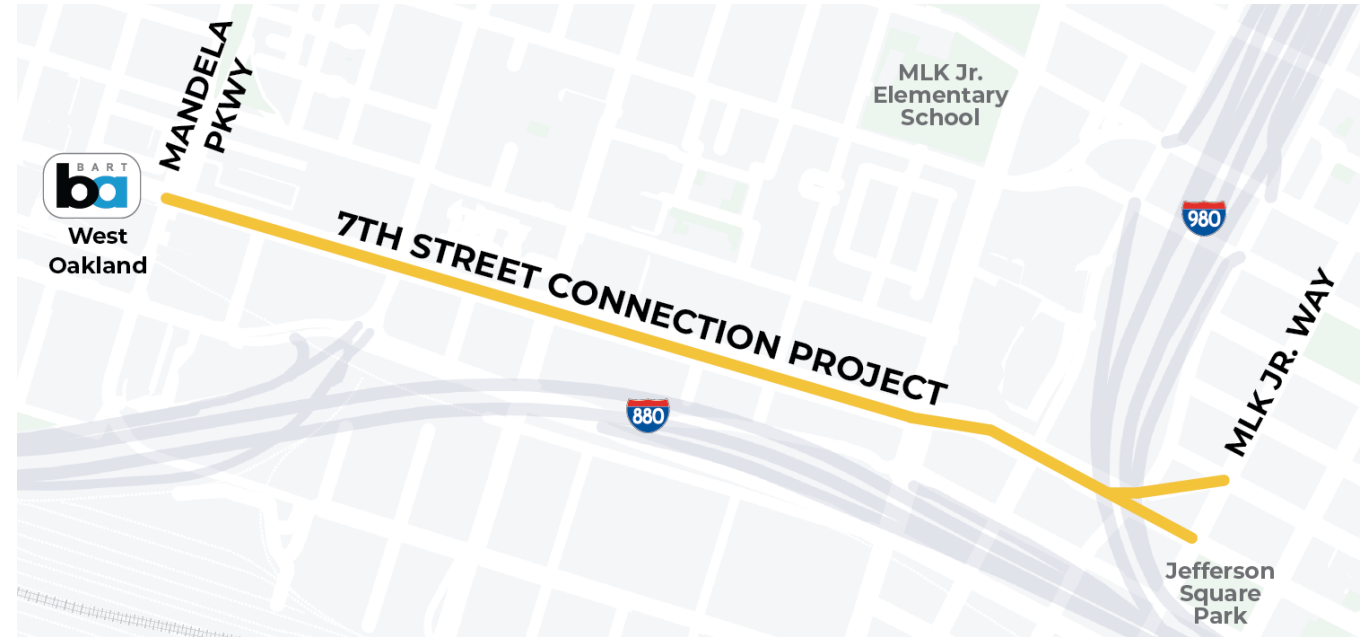 MANDELA
PKWY
BART
ba
West
Oakland
7TH STREET CONNECTION PROJECT
MLK Jr.
Elementary
School
980
880
MLK JR. WAY
Jefferson
Square
Park